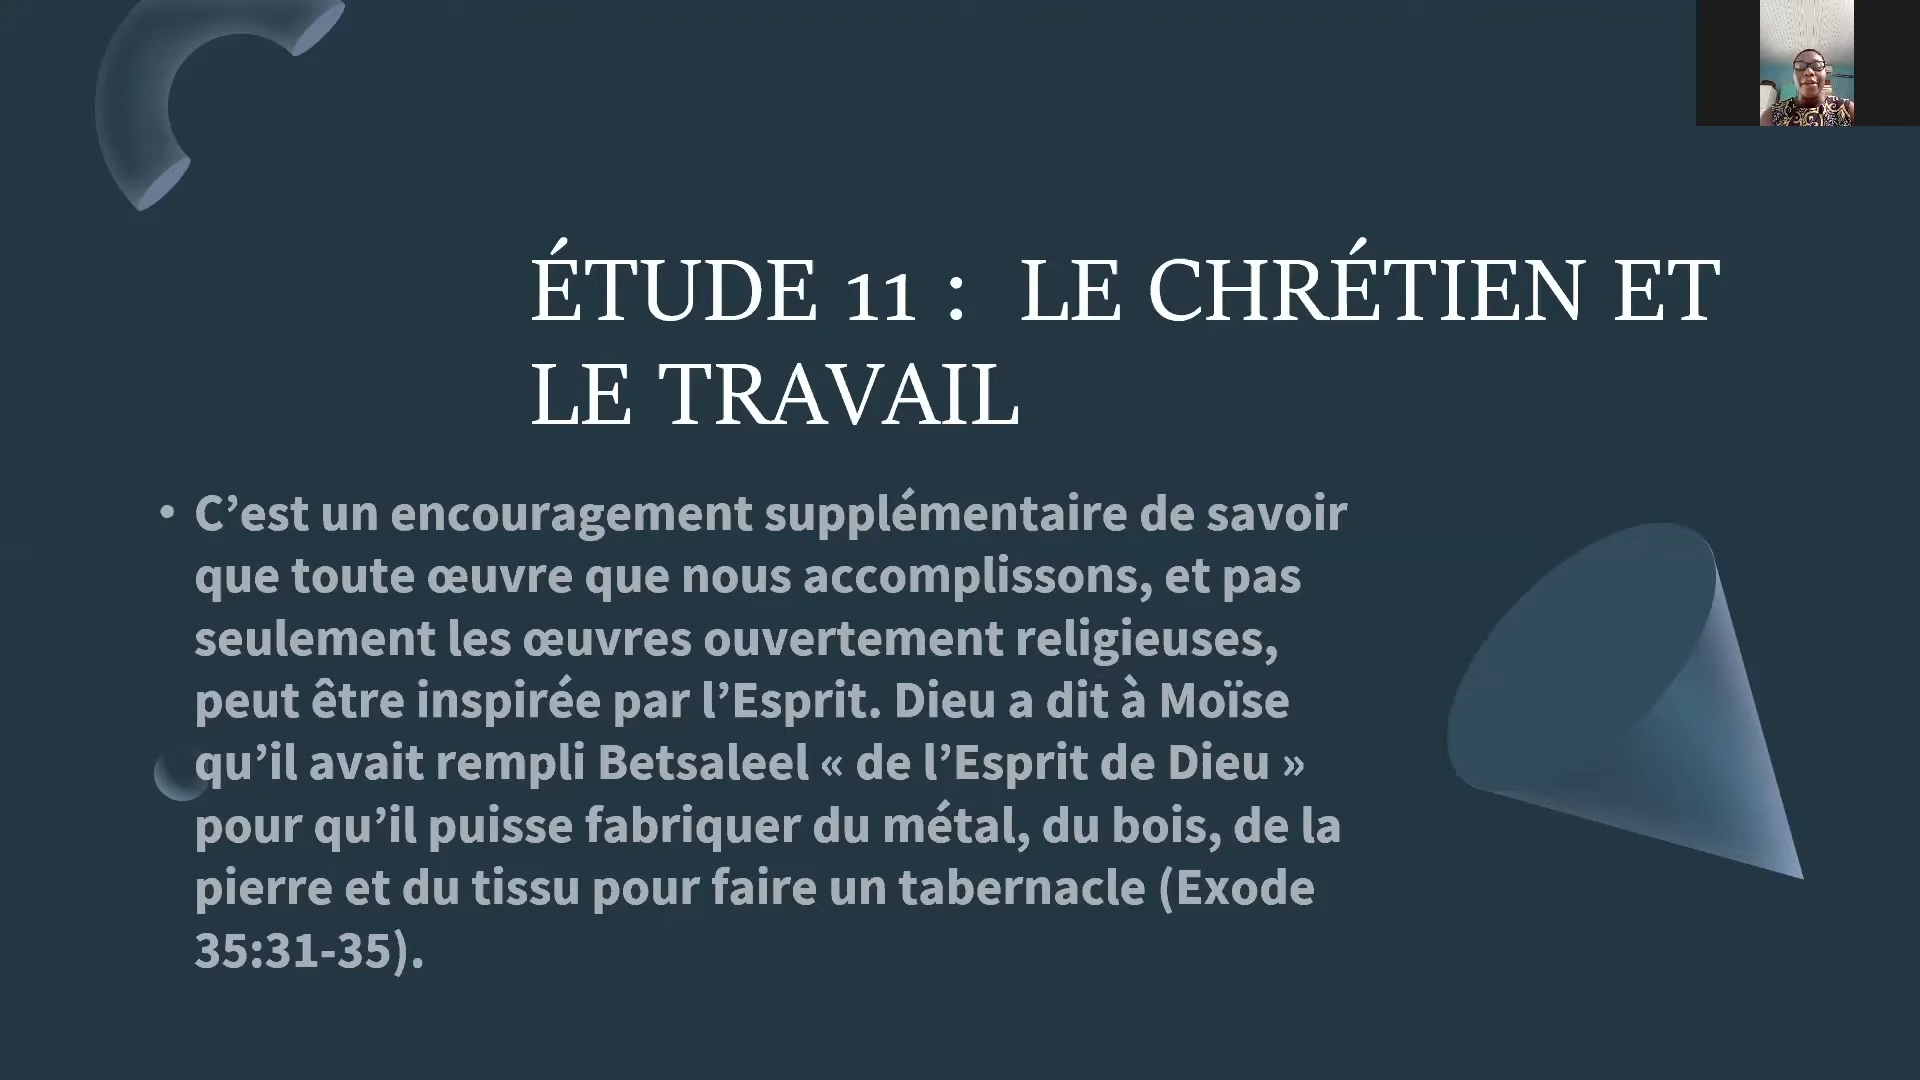 ÉTUDE 11 : LE CHRÉTIEN ET
LE TRAVAIL
• C’est un encouragement supplémentaire de savoir
que toute œuvre que nous accomplissons, et pas
seulement les œuvres ouvertement religieuses,
peut être inspirée par l’Esprit. Dieu a dit à Moïse
qu’il avait rempli Betsaleel « de l’Esprit de Dieu »
pour qu’il puisse fabriquer du métal, du bois, de la
pierre et du tissu pour faire un tabernacle (Exode
35:31-35).